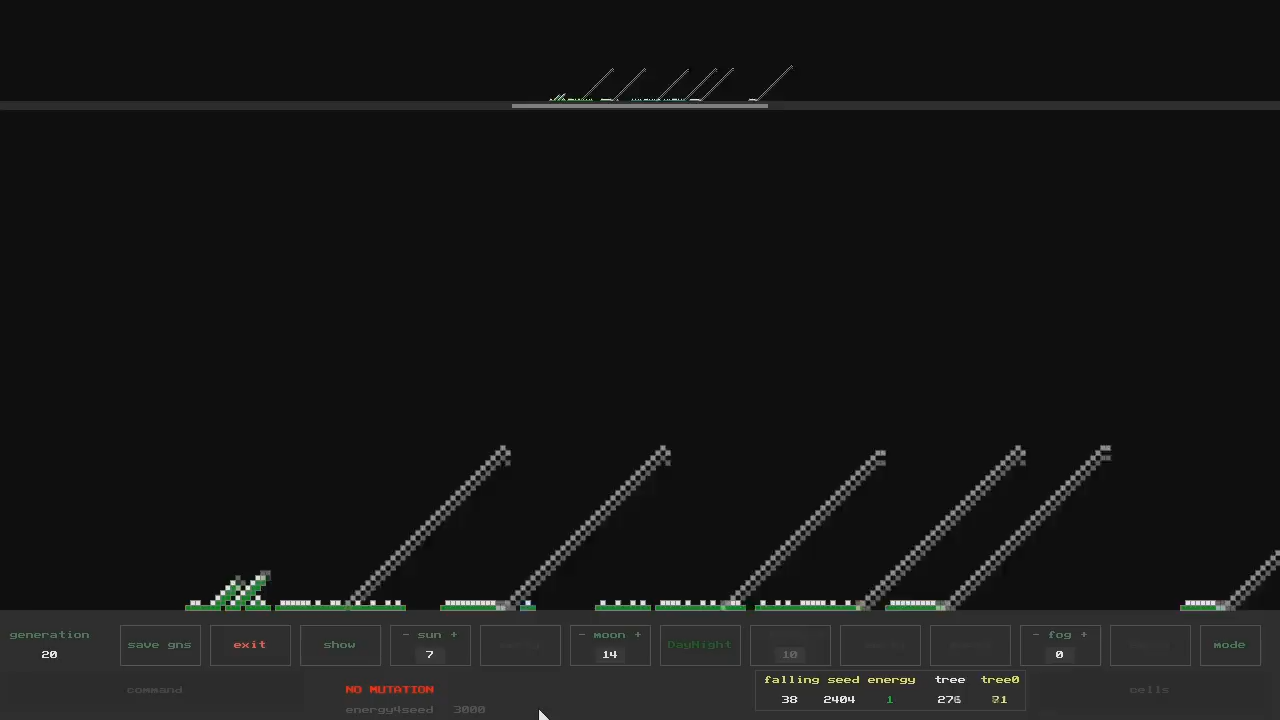 generation
20
save gns
exit
show
- sun +
7
- moon +
14
DayNight
10
- fog +
0
mode
command
NO MUTATION
energy4seed 3000
falling seed energy tree tree0
38 2404 1
cells